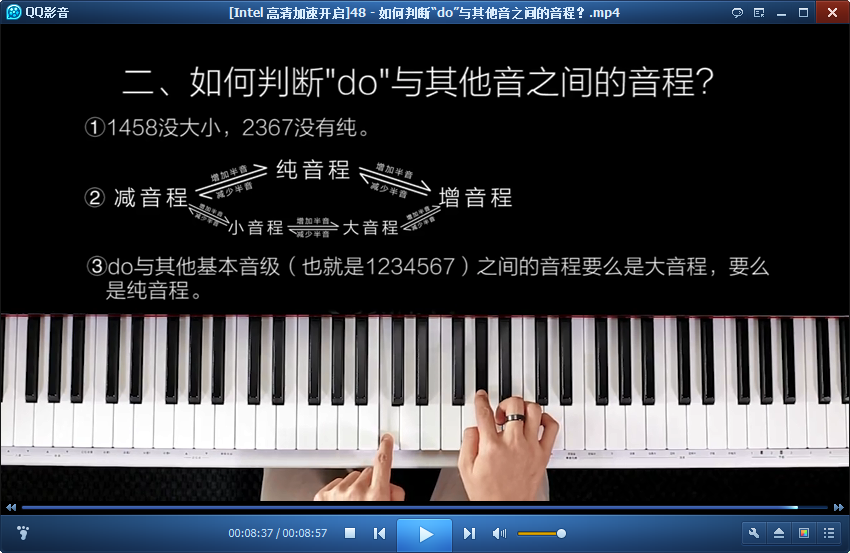 QQ影音
[Intel 高清加速开启]48 - 如何判断“do”与其他音之间的音程？.mp4
二、如何判断"do"与其他音之间的音程？
①1458没大小，2367没有纯。
增加半音 纯音程 增加半音
减少半音 减少半音
② 减音程 增音程
增加半音 增加半音 增加半音
减少半音 小音程 减少半音 大音程 减少半音
③do与其他基本音级（也就是1234567）之间的音程要么是大音程，要么
是纯音程。
00:08:37 / 00:08:57